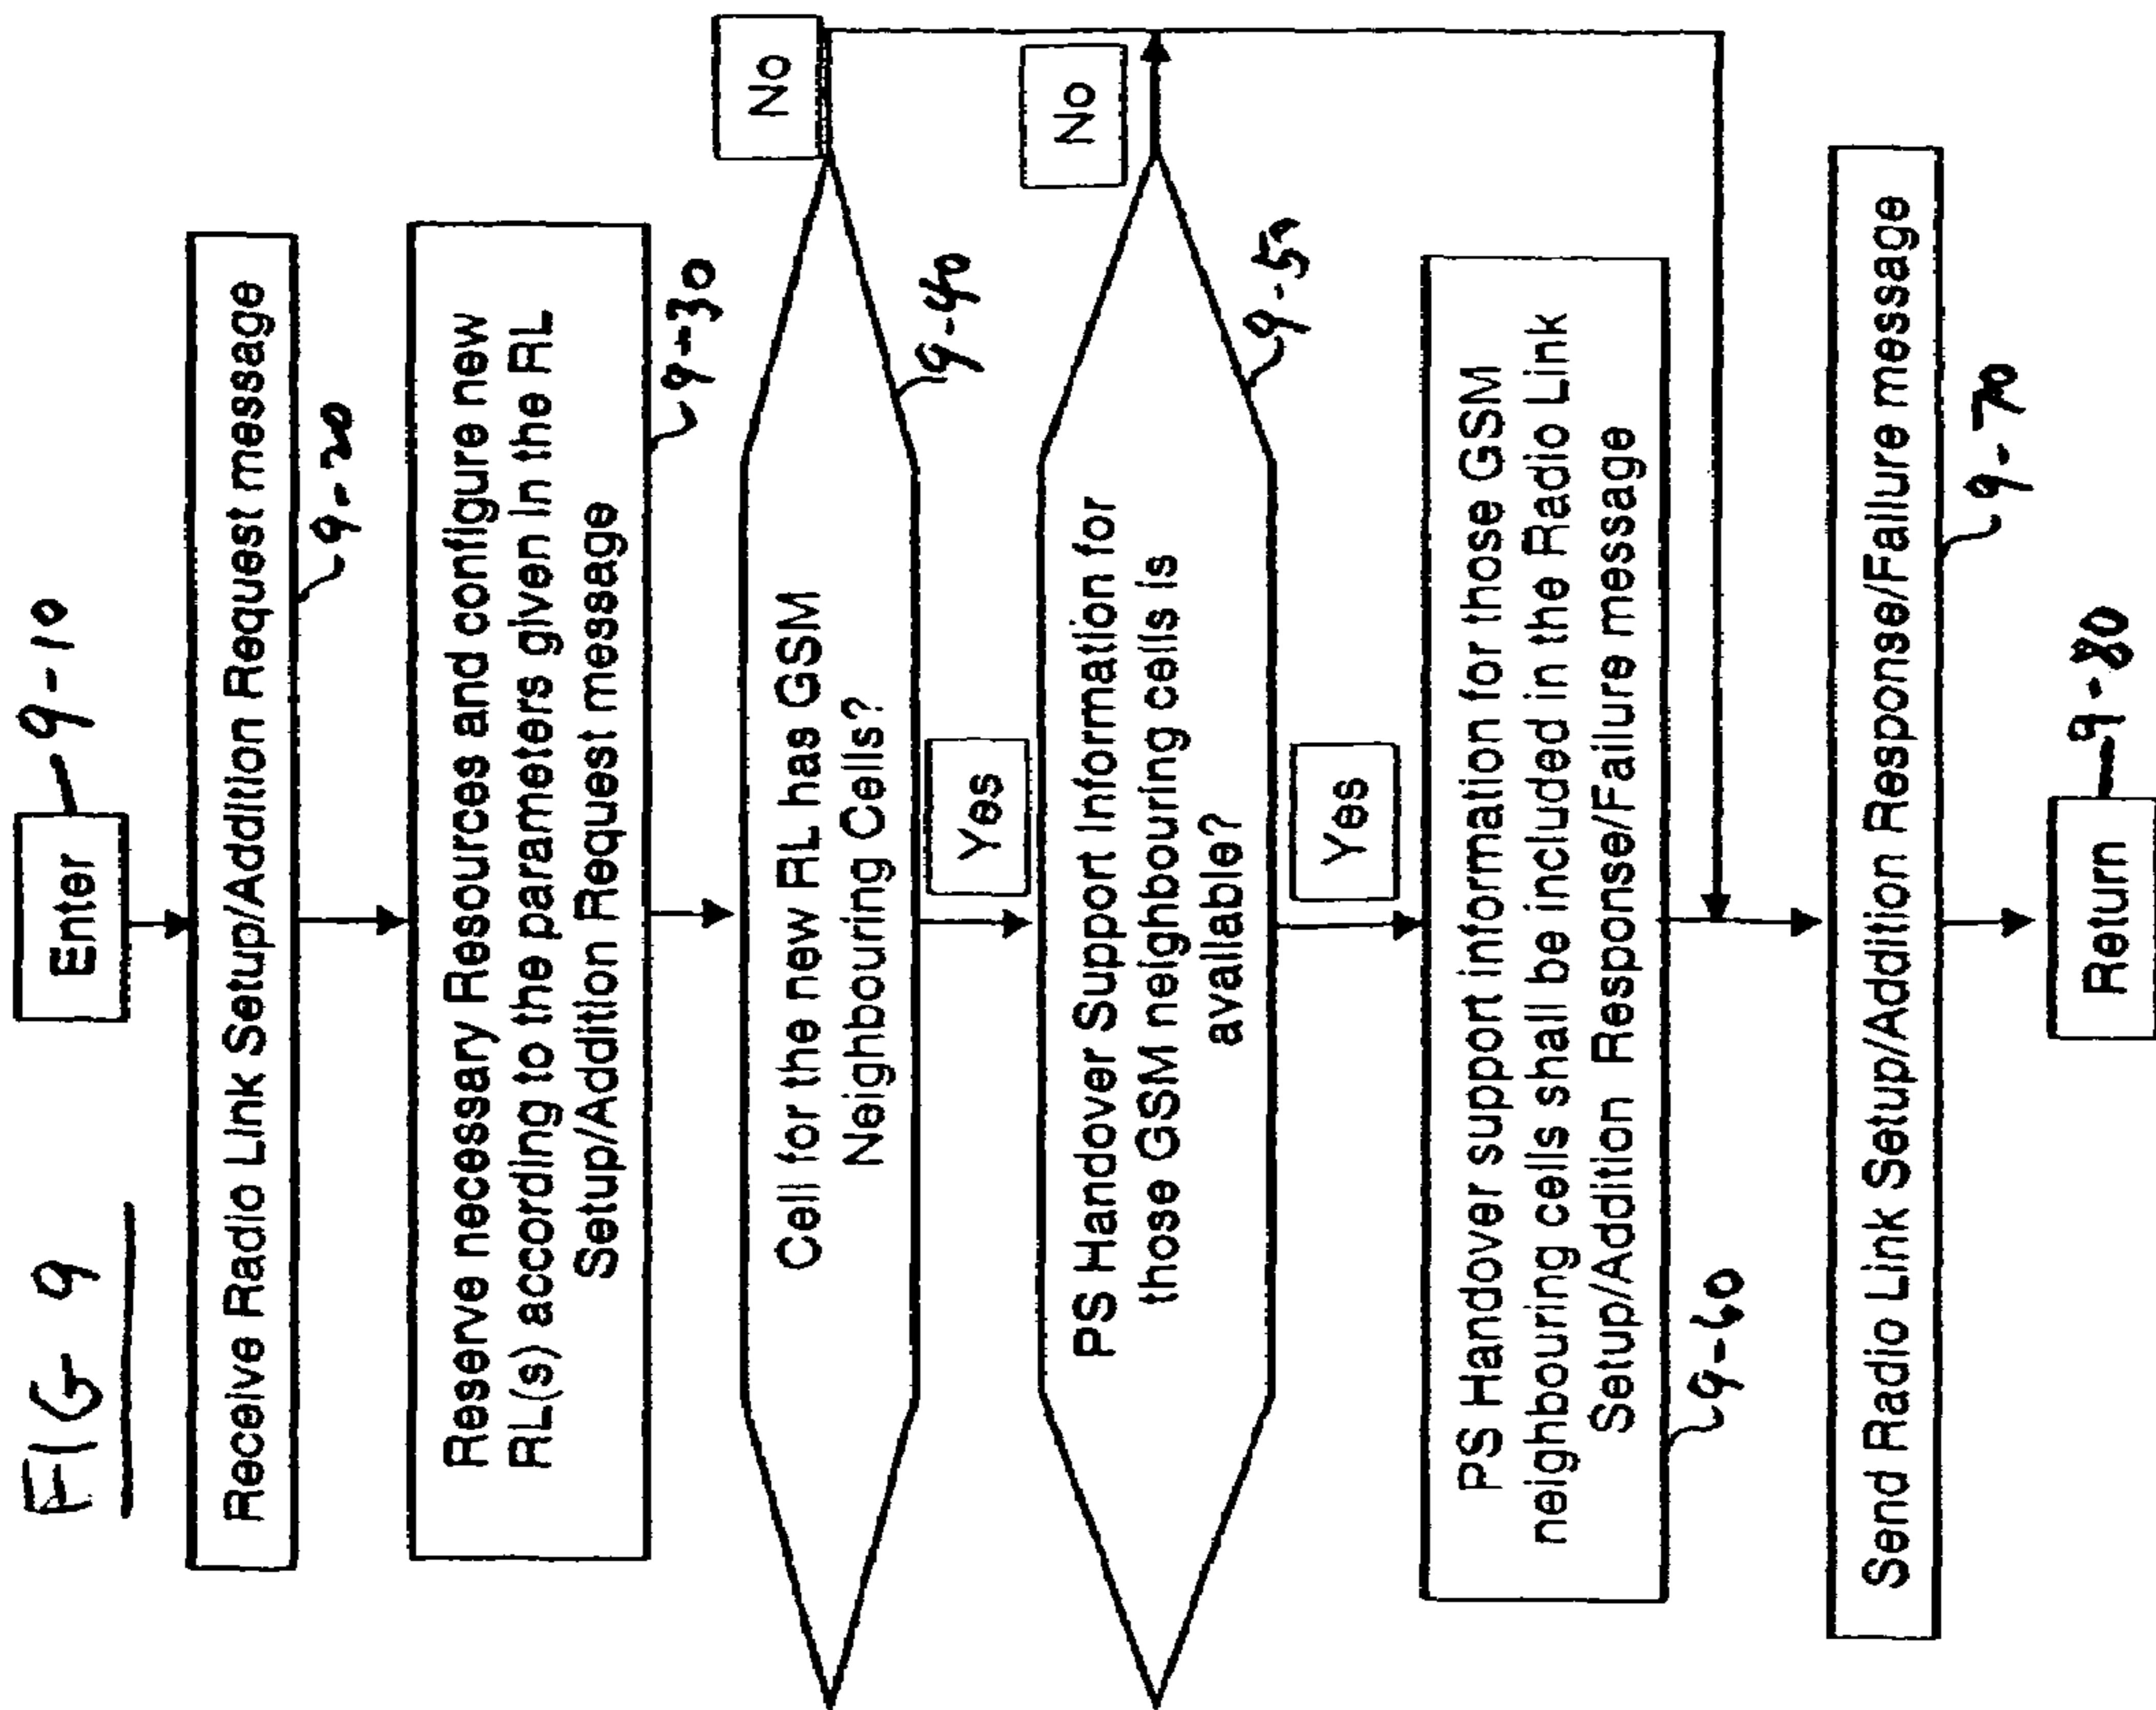 FIG 9
Enter
9-10
Receive Radio Link Setup/Addition Request message
9-20
Reserve necessary Resources and configure new
RL(s) according to the parameters given in the RL
Setup/Addition Request message
9-30
Cell for the new RL has GSM
Neighbouring Cells?
No
9-40
Yes
PS Handover Support Information for
those GSM neighbouring cells is
available?
No
9-50
Yes
PS Handover support information for those GSM
neighbouring cells shall be included in the Radio Link
Setup/Addition Response/Failure message
9-60
Send Radio Link Setup/Addition Response/Failure message
9-70
Return
9-80